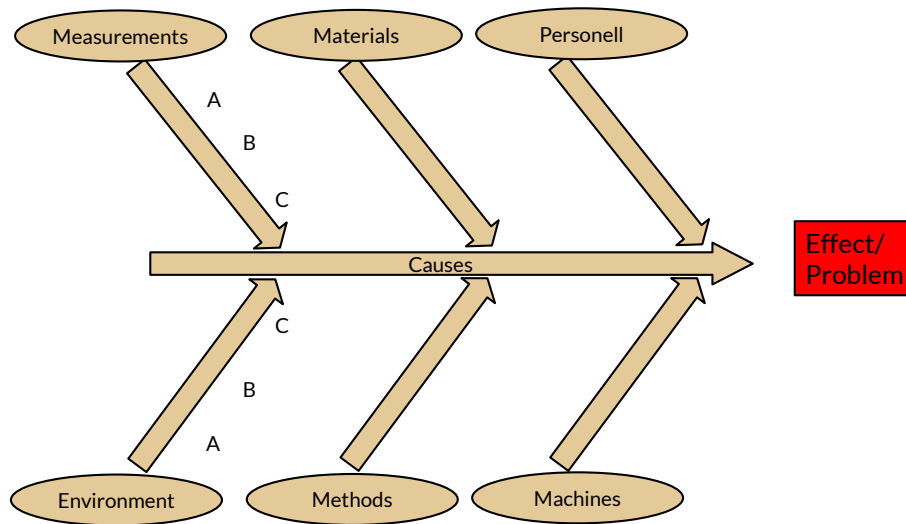 Measurements
Materials
Personell
A
B
C
Causes
Effect/
Problem
C
B
A
Environment
Methods
Machines